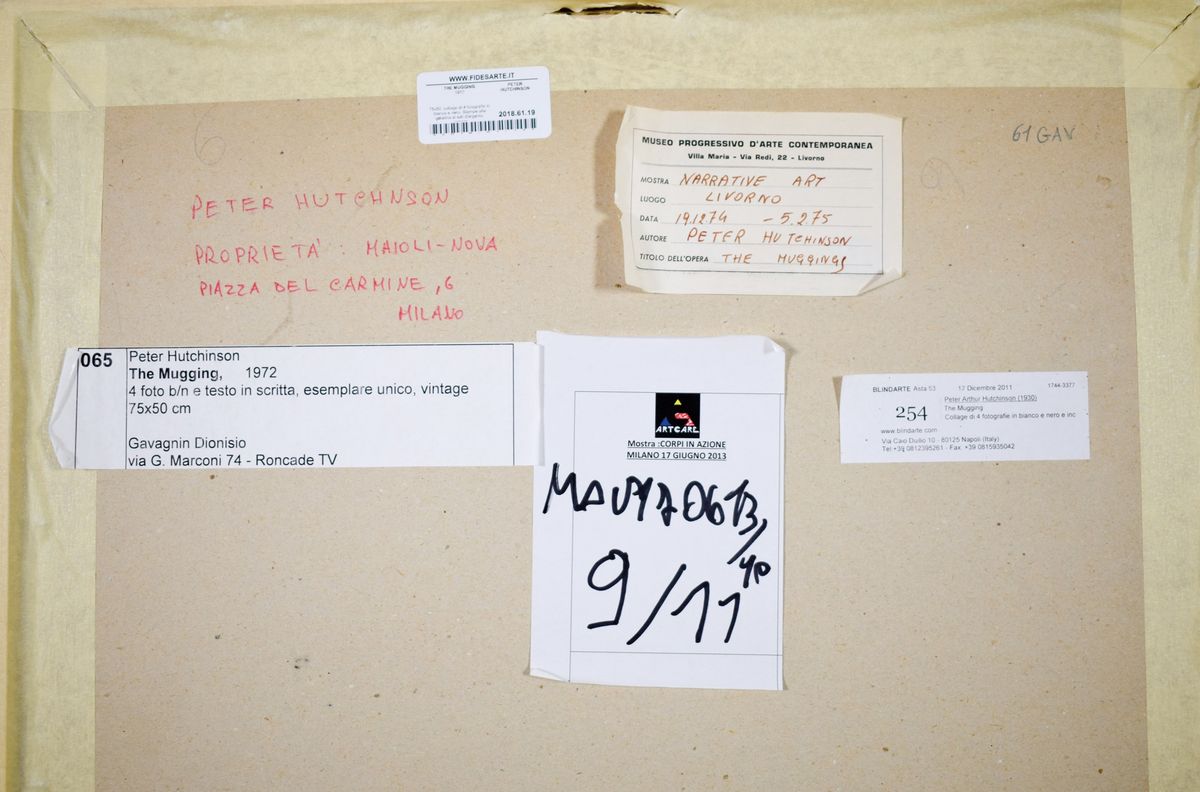 WWW.FIDESARTE.IT
THE MUGGING PETER
HUTCHINSON
2018.61.19
6
61 GAV
MUSEO PROGRESSIVO D'ARTE CONTEMPORANEA
Villa Maria - Via Redi, 22 - Livorno
MOSTRA NARRATIVE ART
LUOGO LIVORNO
DATA 19.12.74 - 5.2.75
AUTORE PETER HUTCHINSON
TITOLO DELL'OPERA THE MUGGINGS
PETER HUTCHNSON
PROPRIETA': MAIOLI-NOVA
PIAZZA DEL CARMINE, 6
MILANO
065
Peter Hutchinson
The Mugging, 1972
4 foto b/n e testo in scritta, esemplare unico, vintage
75x50 cm
Gavagnin Dionisio
via G. Marconi 74 - Roncade TV
ARTCARE
Mostra :CORPI IN AZIONE
MILANO 17 GIUGNO 2013
9/11
BLINDARTE Asta 53 17 Dicembre 2011 1744-3377
254
Peter Arthur Hutchinson (1930)
The Mugging
Collage di 4 fotografie in bianco e nero e inc
www.blindarte.com
Via Caio Duilio 10 - 80125 Napoli (Italy)
Tel +39 0812395261 - Fax. +39 0815935042